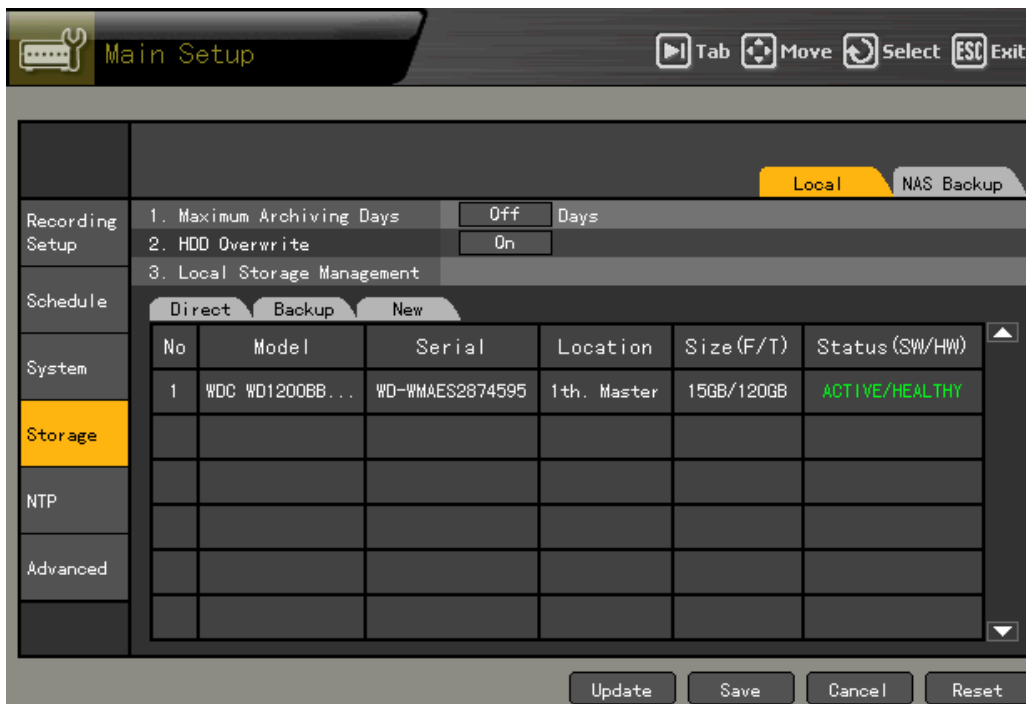 Main Setup
Tab Move Select ESC Exit
Local NAS Backup
Recording Setup
1. Maximum Archiving Days Off Days
2. HDD Overwrite On
3. Local Storage Management
Schedule
Direct Backup New
No Model Serial Location Size(F/T) Status(SW/HW)
System
1 WDC WD1200BB... WD-WMAES2874595 1th. Master 15GB/120GB ACTIVE/HEALTHY
Storage
NTP
Advanced
Update Save Cancel Reset